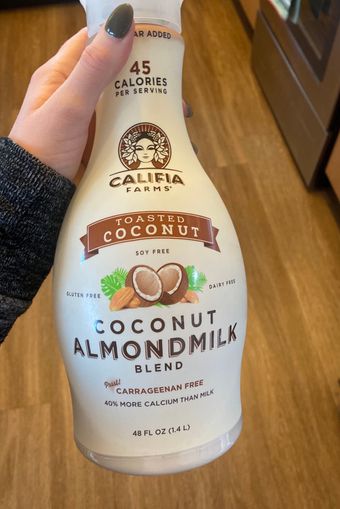 AR ADDED
45
CALORIES
PER SERVING
CALIFIA
FARMS®
TOASTED
COCONUT
SOY FREE
GLUTEN FREE
DAIRY FREE
COCONUT
ALMONDMILK
BLEND
Pssst!
CARRAGEENAN FREE
40% MORE CALCIUM THAN MILK
48 FL OZ (1.4 L)